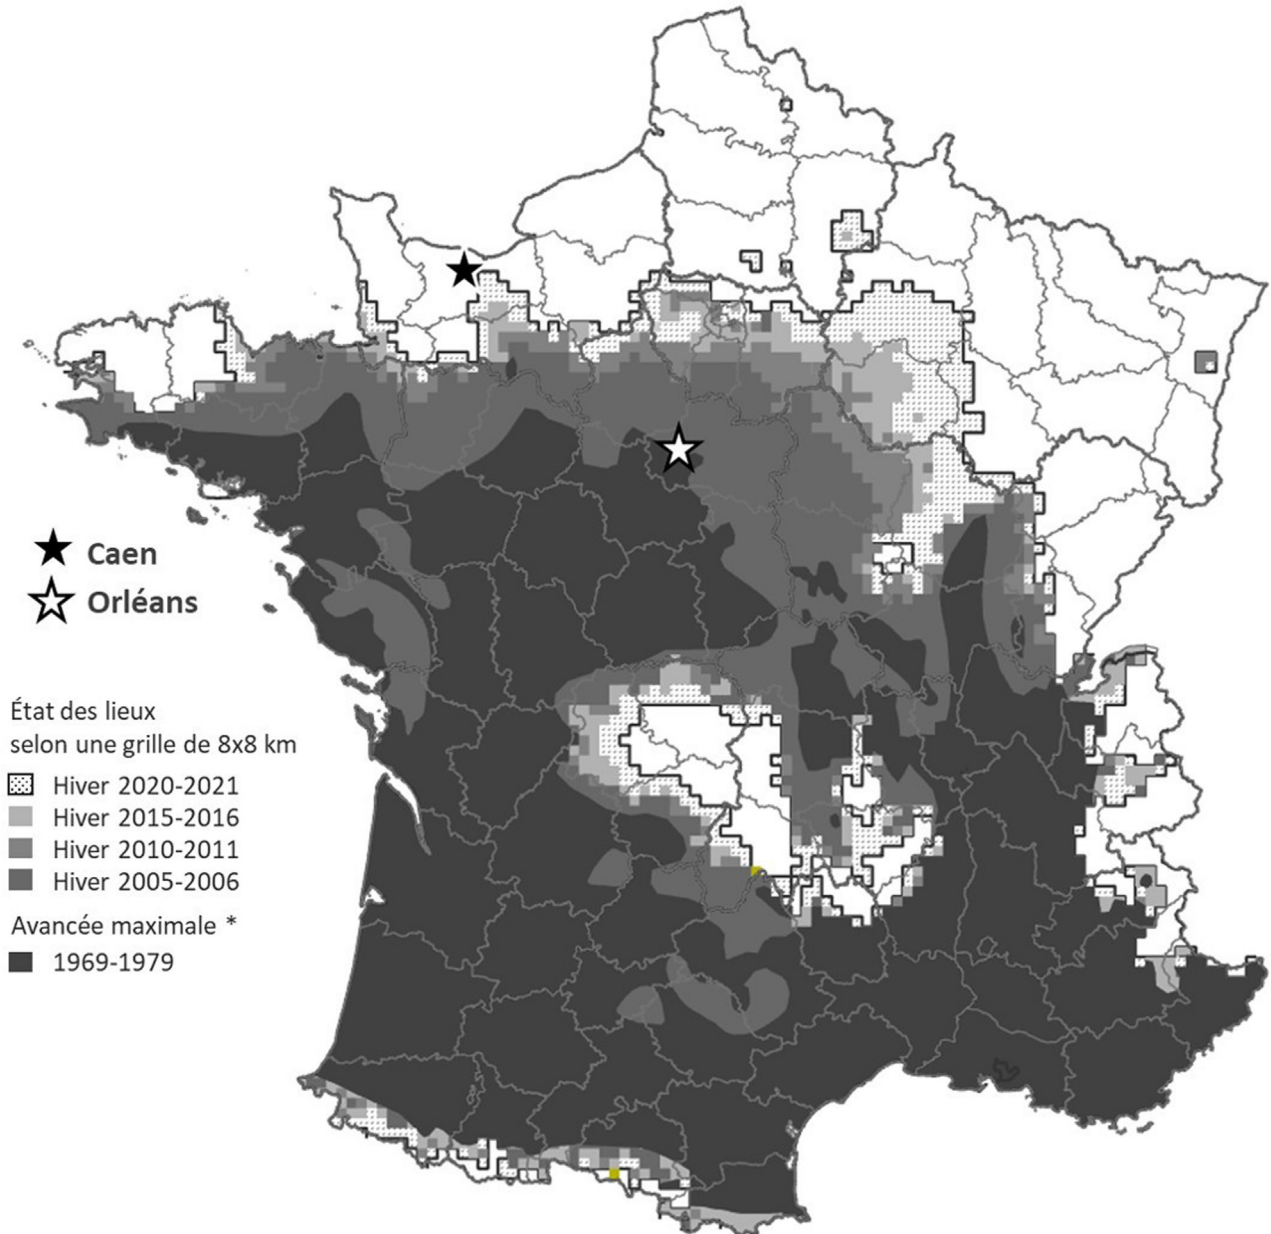 Caen
Orléans
État des lieux
selon une grille de 8x8 km
Hiver 2020-2021
Hiver 2015-2016
Hiver 2010-2011
Hiver 2005-2006
Avancée maximale *
1969-1979